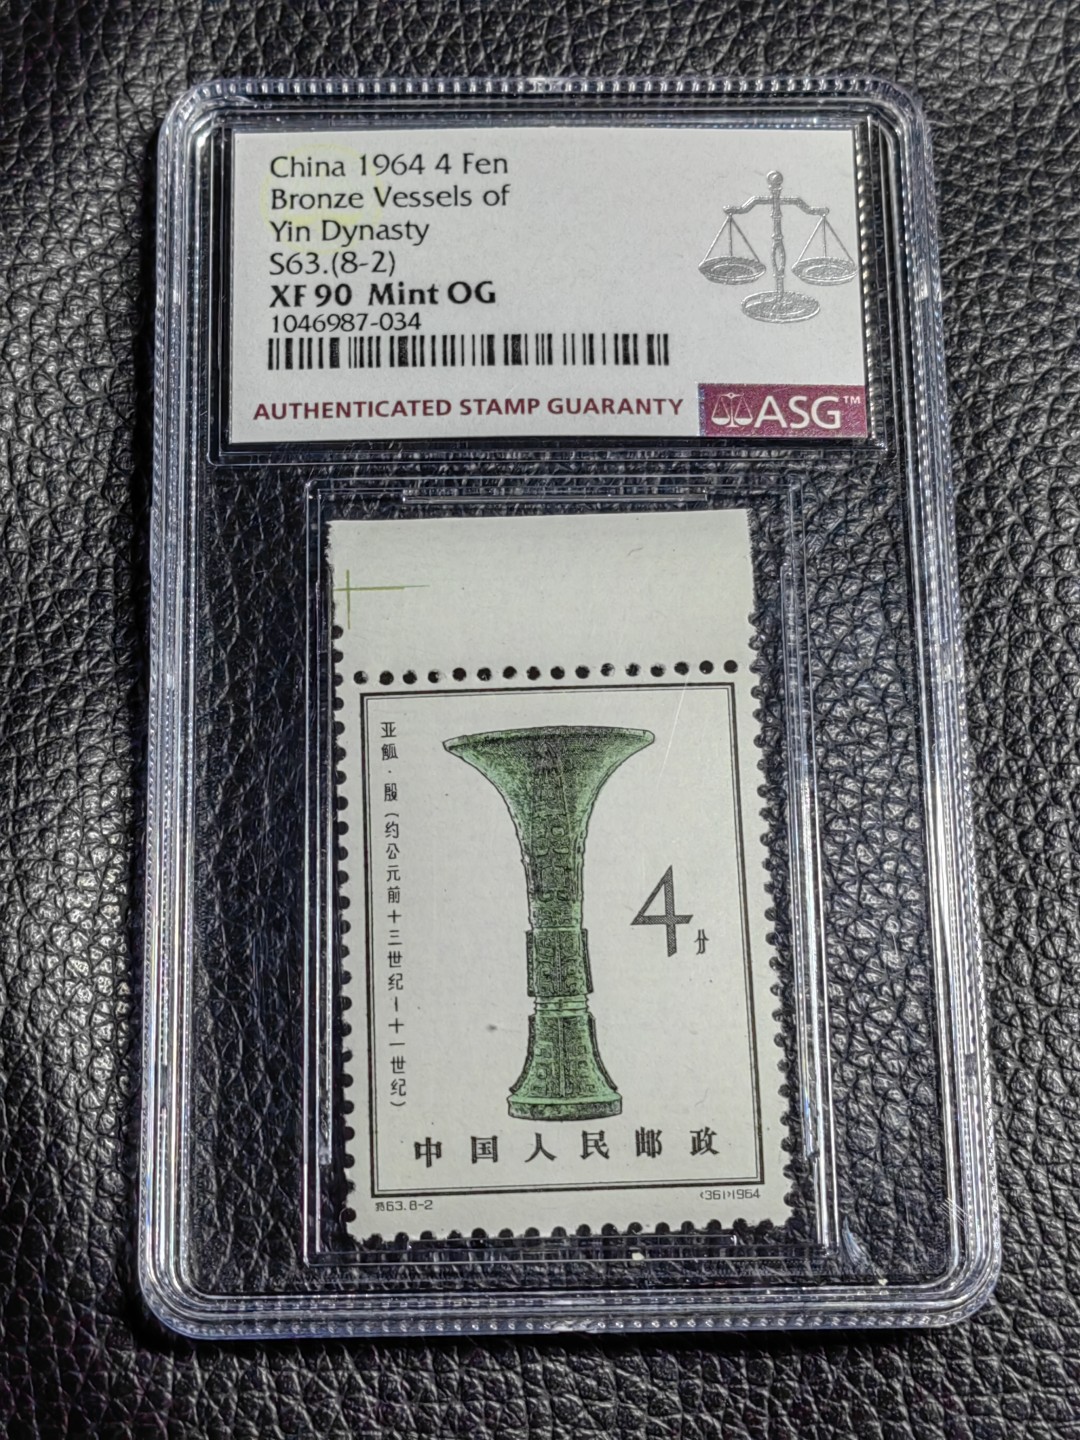 China 1964 4 Fen
Bronze Vessels of
Yin Dynasty
S63.(8-2)
XF 90 Mint OG
1046987-034
AUTHENTICATED STAMP GUARANTY
ASG™
亚觚·殷(约公元前十三世纪—十一世纪)
4分
中国人民邮政
特63.8-2
(361)1964